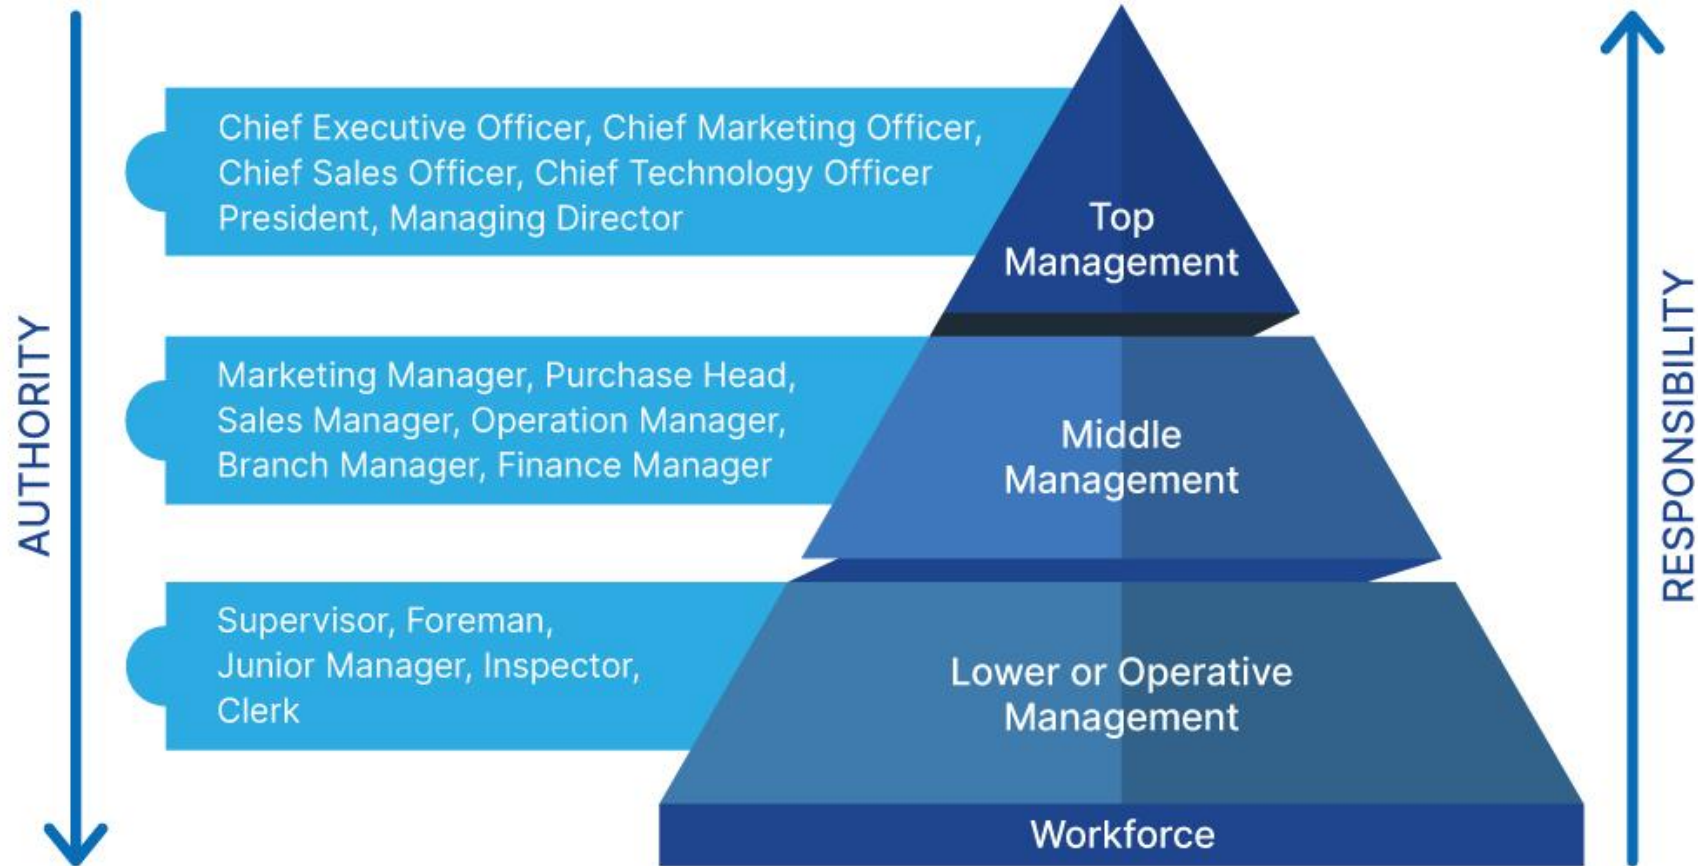 AUTHORITY
Chief Executive Officer, Chief Marketing Officer,
Chief Sales Officer, Chief Technology Officer
President, Managing Director
Top
Management
Marketing Manager, Purchase Head,
Sales Manager, Operation Manager,
Branch Manager, Finance Manager
Middle
Management
Supervisor, Foreman,
Junior Manager, Inspector,
Clerk
Lower or Operative
Management
Workforce
RESPONSIBILITY